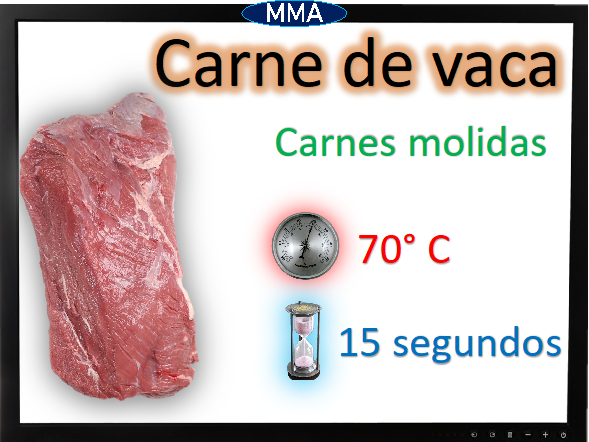 MMA
Carne de vaca
Carnes molidas
70° C
15 segundos